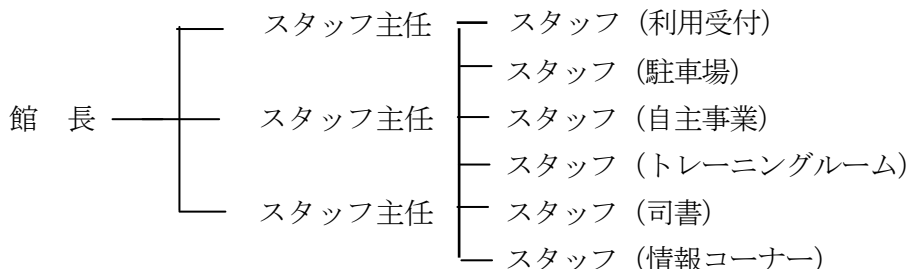 スタッフ主任 スタッフ（利用受付）
スタッフ（駐車場）
館 長 スタッフ主任 スタッフ（自主事業）
スタッフ（トレーニングルーム）
スタッフ主任 スタッフ（司書）
スタッフ（情報コーナー）